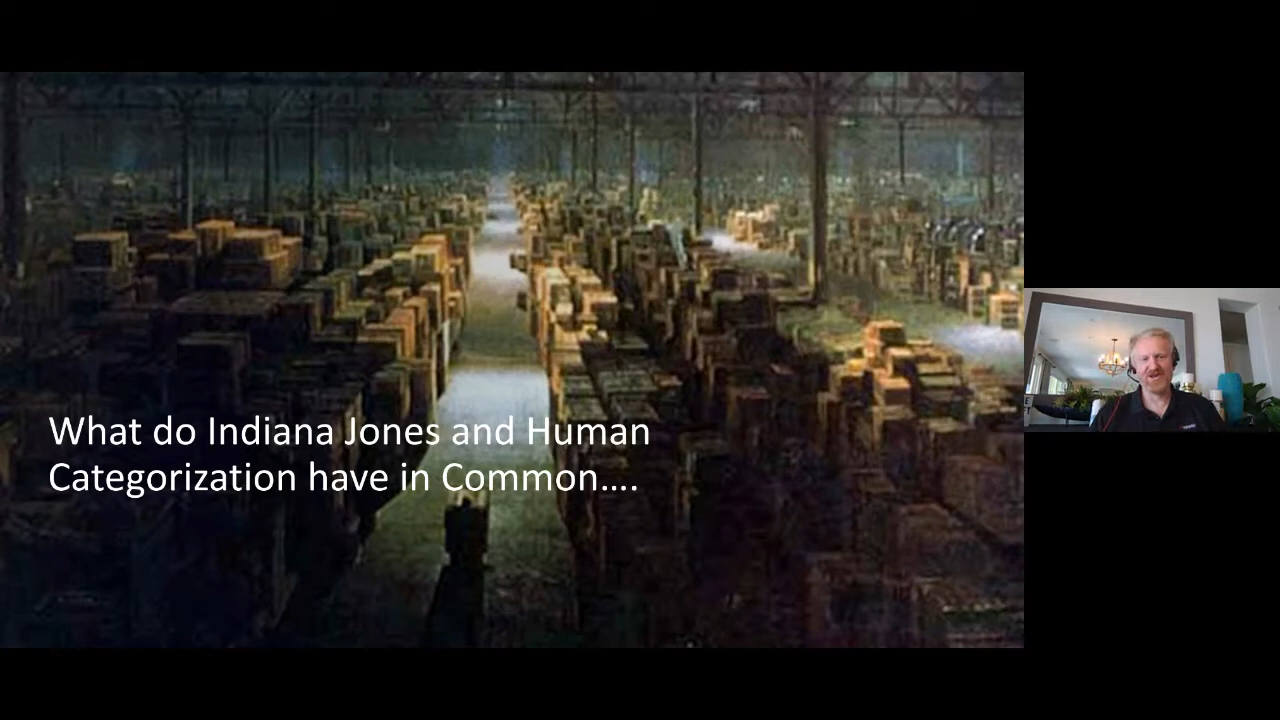 What do Indiana Jones and Human
Categorization have in Common....